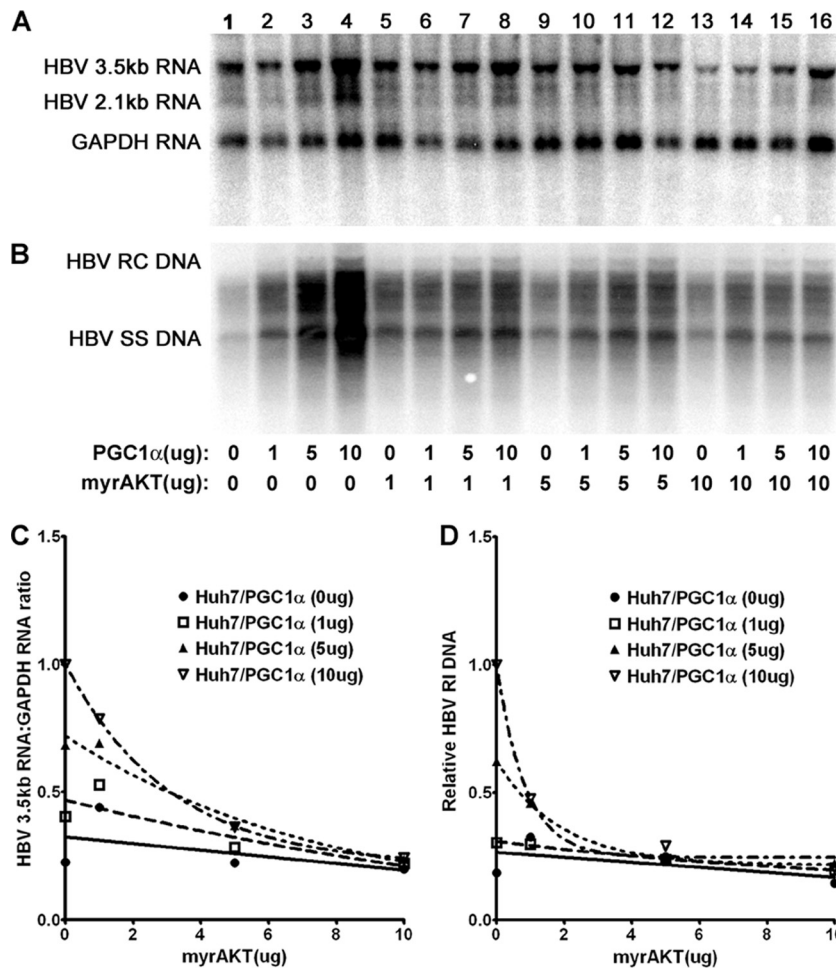 A
1 2 3 4 5 6 7 8 9 10 11 12 13 14 15 16
HBV 3.5kb RNA
HBV 2.1kb RNA
GAPDH RNA
B
HBV RC DNA
HBV SS DNA
PGC1α(ug): 0 1 5 10 0 1 5 10 0 1 5 10 0 1 5 10
myrAKT(ug): 0 0 0 0 1 1 1 1 5 5 5 5 10 10 10 10
C
HBV 3.5kb RNA:GAPDH RNA ratio
1.5
1.0
0.5
0.0
Huh7/PGC1α (0ug)
Huh7/PGC1α (1ug)
Huh7/PGC1α (5ug)
Huh7/PGC1α (10ug)
0 2 4 6 8 10
myrAKT(ug)
D
Relative HBV RI DNA
1.5
1.0
0.5
0.0
Huh7/PGC1α (0ug)
Huh7/PGC1α (1ug)
Huh7/PGC1α (5ug)
Huh7/PGC1α (10ug)
0 2 4 6 8 10
myrAKT(ug)